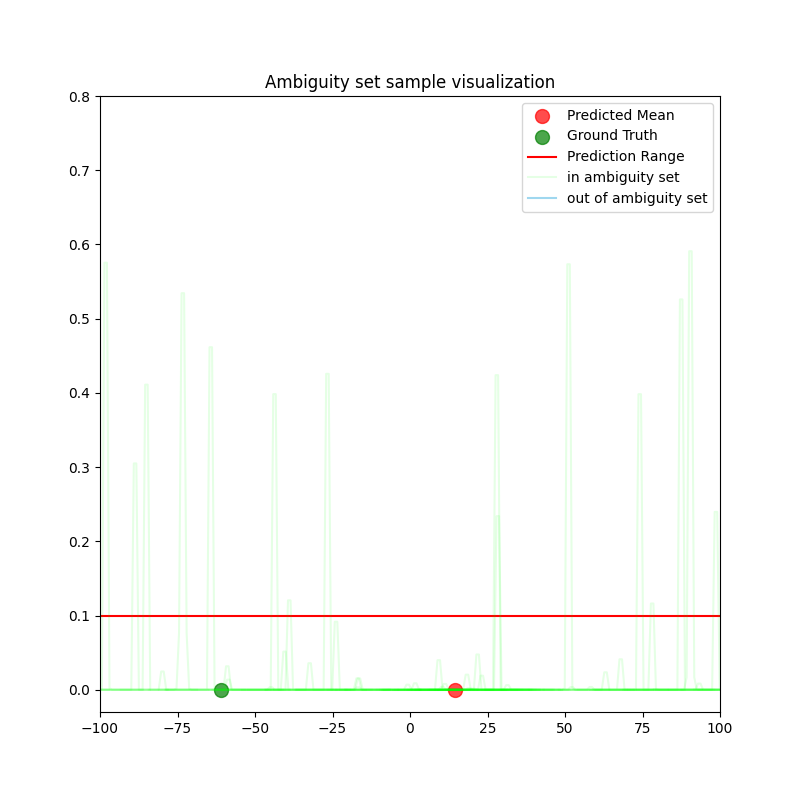 Ambiguity set sample visualization
Predicted Mean
Ground Truth
Prediction Range
in ambiguity set
out of ambiguity set
0.8
0.7
0.6
0.5
0.4
0.3
0.2
0.1
0.0
−100 −75 −50 −25 0 25 50 75 100